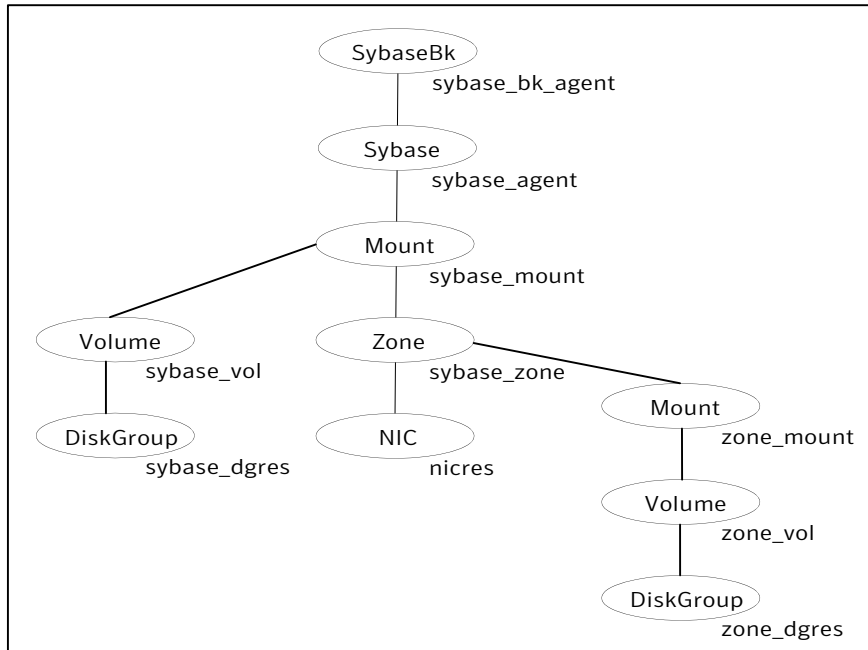 SybaseBk
sybase_bk_agent
Sybase
sybase_agent
Mount
sybase_mount
Volume
sybase_vol
Zone
sybase_zone
DiskGroup
sybase_dgres
NIC
nicres
Mount
zone_mount
Volume
zone_vol
DiskGroup
zone_dgres